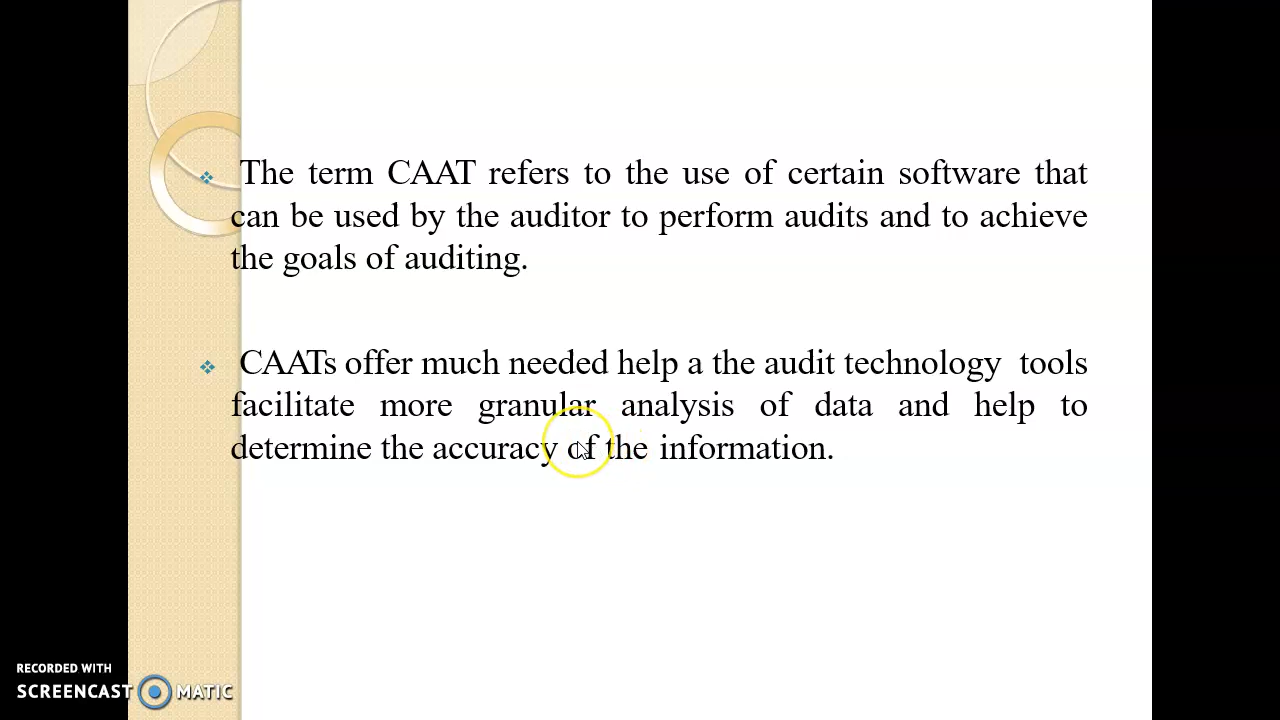 The term CAAT refers to the use of certain software that
can be used by the auditor to perform audits and to achieve
the goals of auditing.
CAATs offer much needed help a the audit technology tools
facilitate more granular analysis of data and help to
determine the accuracy of the information.
RECORDED WITH
SCREENCAST MATIC